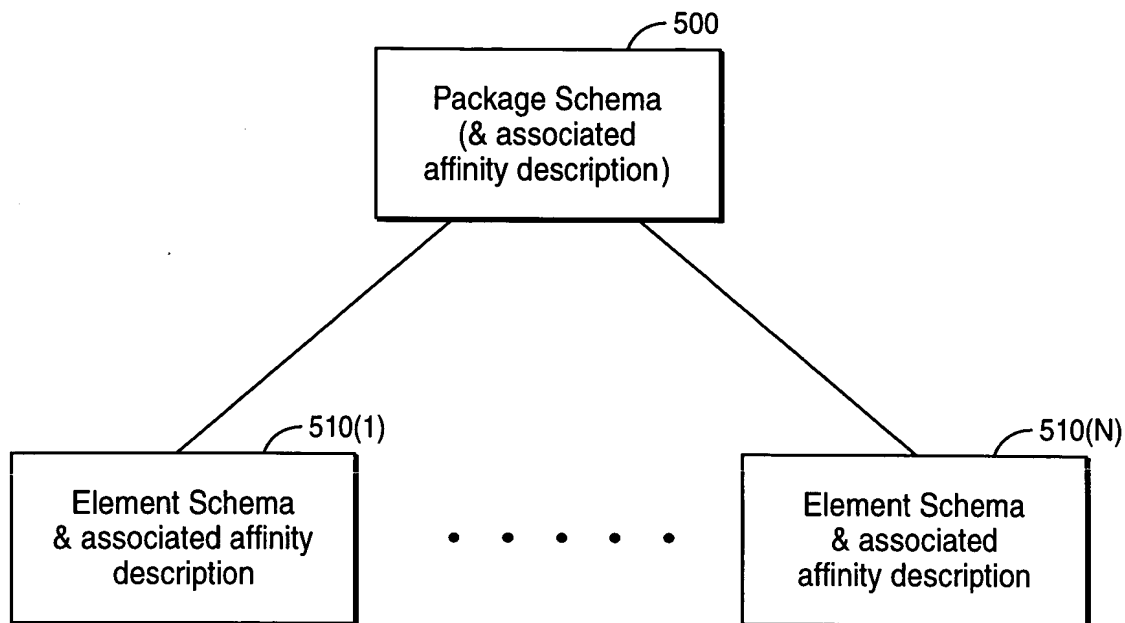 500
Package Schema
(& associated
affinity description)
510(1)
510(N)
Element Schema
& associated affinity
description
Element Schema
& associated
affinity description